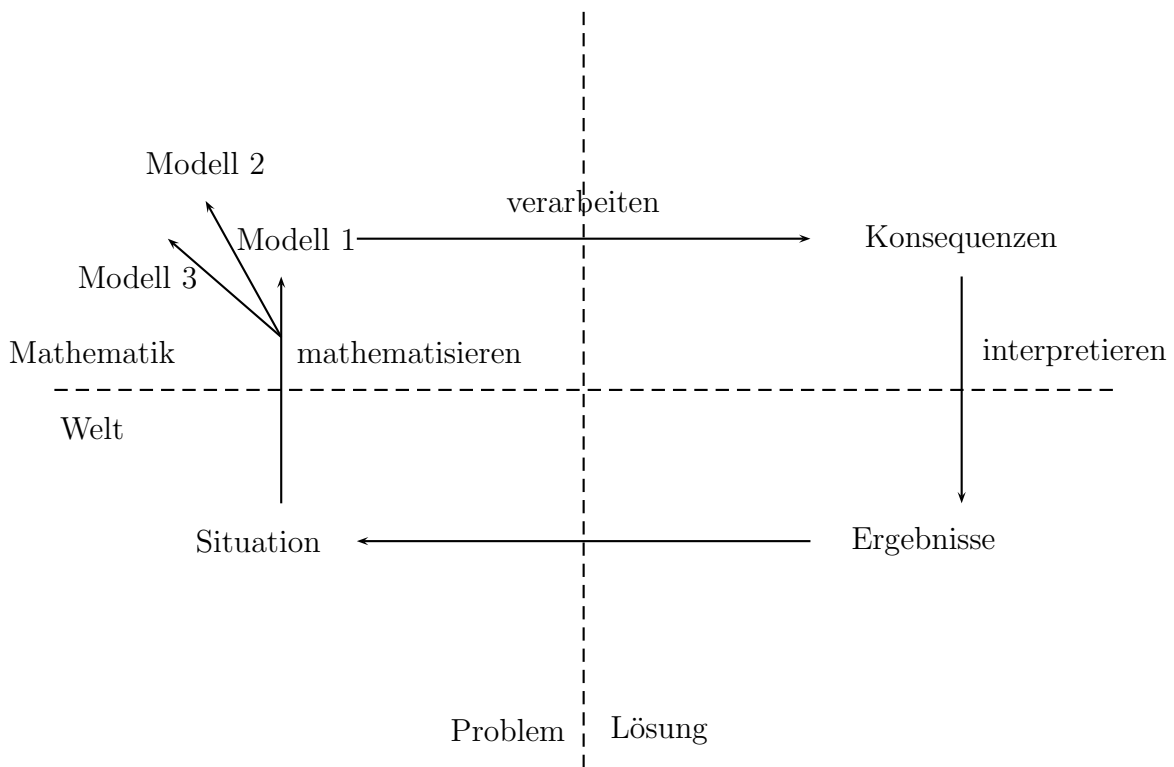 Modell 2
verarbeiten
Modell 1
Konsequenzen
Modell 3
Mathematik
mathematisieren
interpretieren
Welt
Situation
Ergebnisse
Problem
Lösung